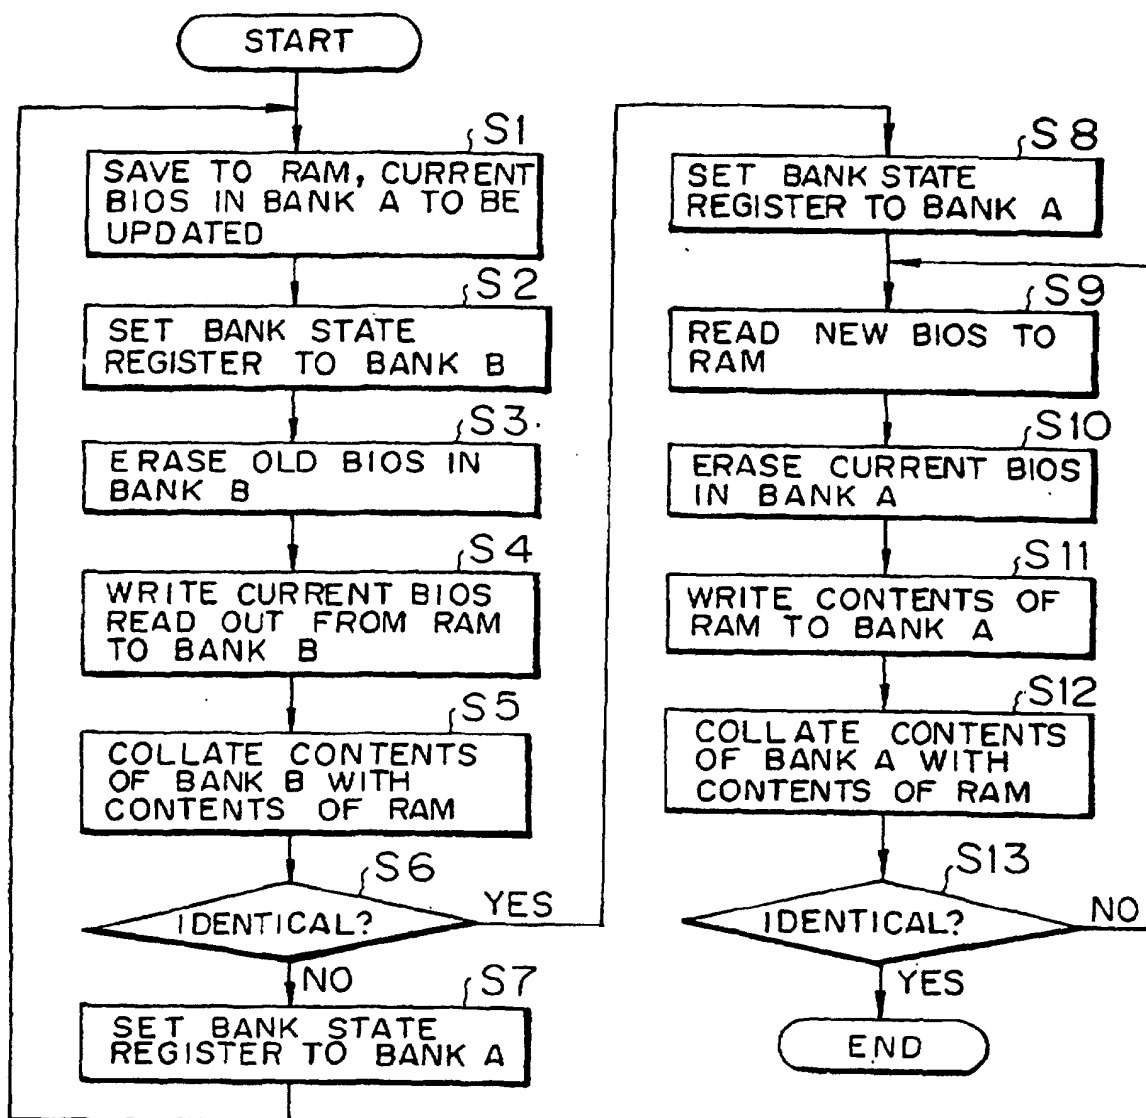 START
S1
SAVE TO RAM, CURRENT
BIOS IN BANK A TO BE
UPDATED
S2
SET BANK STATE
REGISTER TO BANK B
S3
ERASE OLD BIOS IN
BANK B
S4
WRITE CURRENT BIOS
READ OUT FROM RAM
TO BANK B
S5
COLLATE CONTENTS
OF BANK B WITH
CONTENTS OF RAM
S6
IDENTICAL?
YES
NO
S7
SET BANK STATE
REGISTER TO BANK A
S8
SET BANK STATE
REGISTER TO BANK A
S9
READ NEW BIOS TO
RAM
S10
ERASE CURRENT BIOS
IN BANK A
S11
WRITE CONTENTS OF
RAM TO BANK A
S12
COLLATE CONTENTS
OF BANK A WITH
CONTENTS OF RAM
S13
IDENTICAL?
NO
YES
END